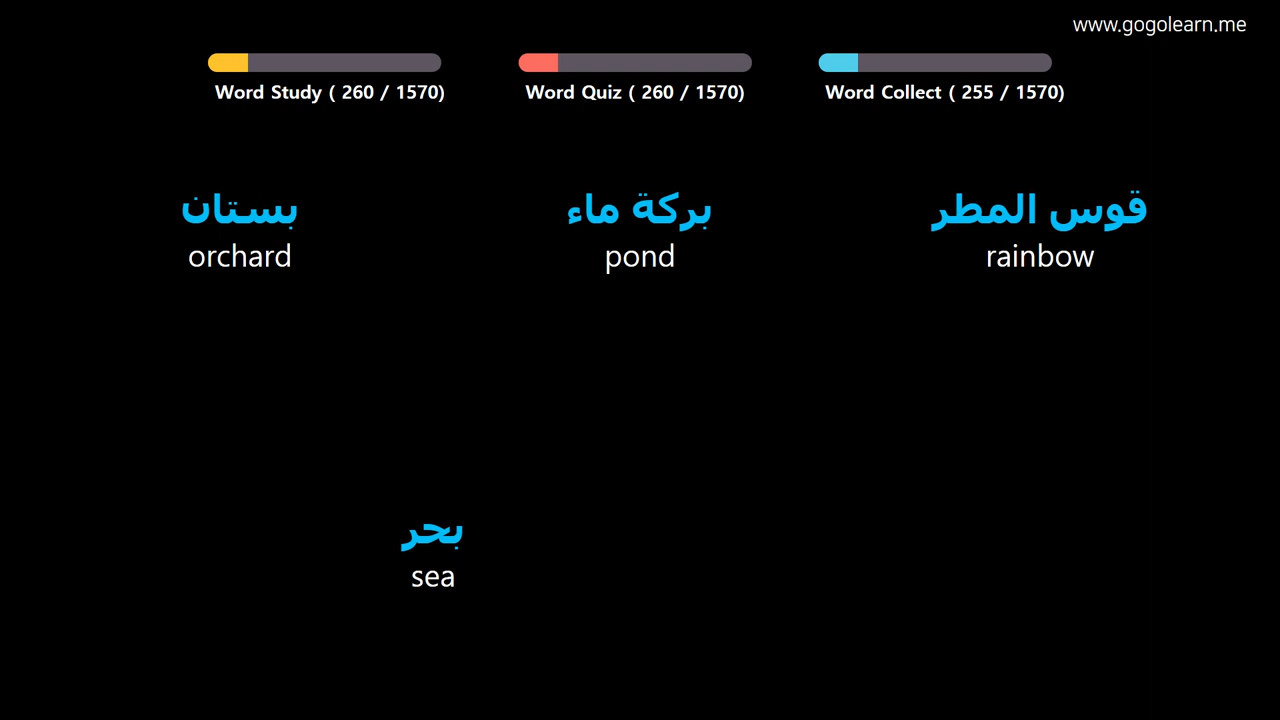 www.gogolearn.me
Word Study ( 260 / 1570)
Word Quiz ( 260 / 1570)
Word Collect ( 255 / 1570)
بستان
orchard
بركة ماء
pond
قوس المطر
rainbow
بحر
sea